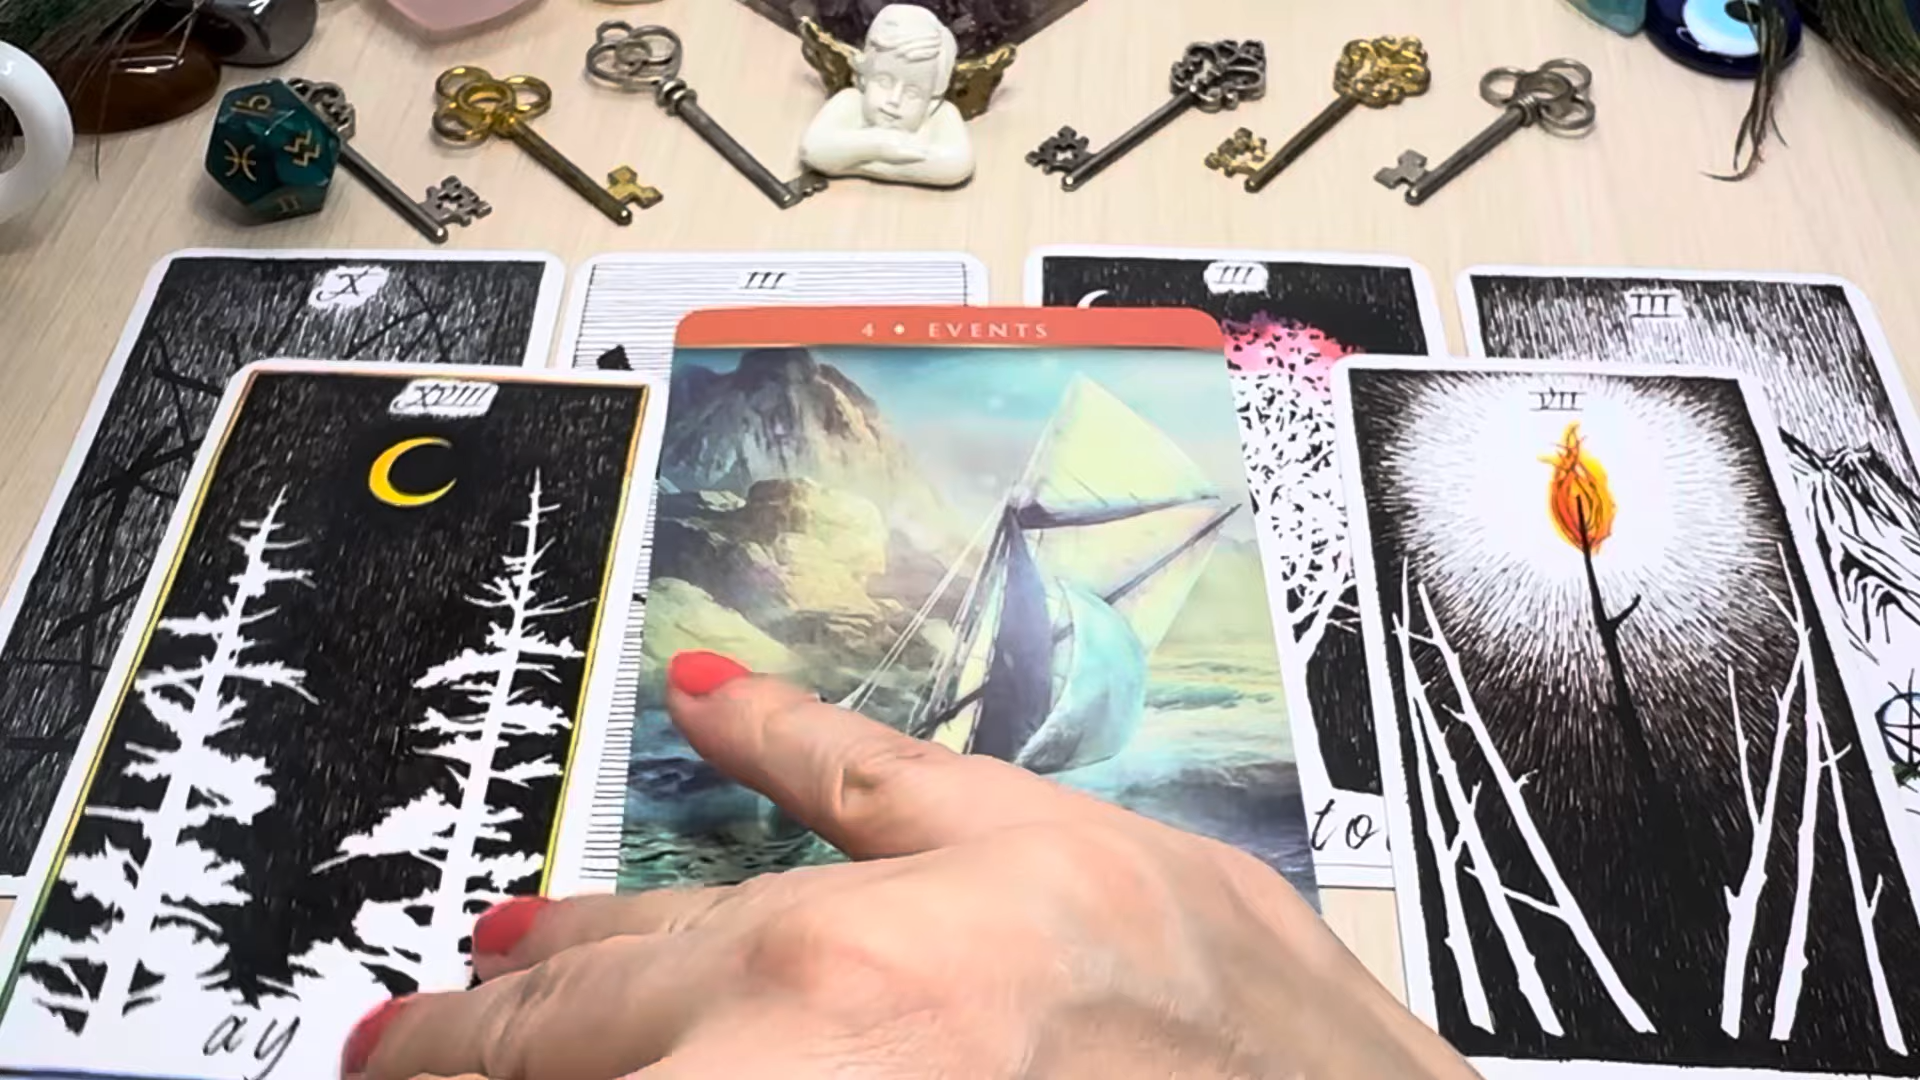 X
III
III
III
4 • EVENTS
XVIII
VII
to
ay